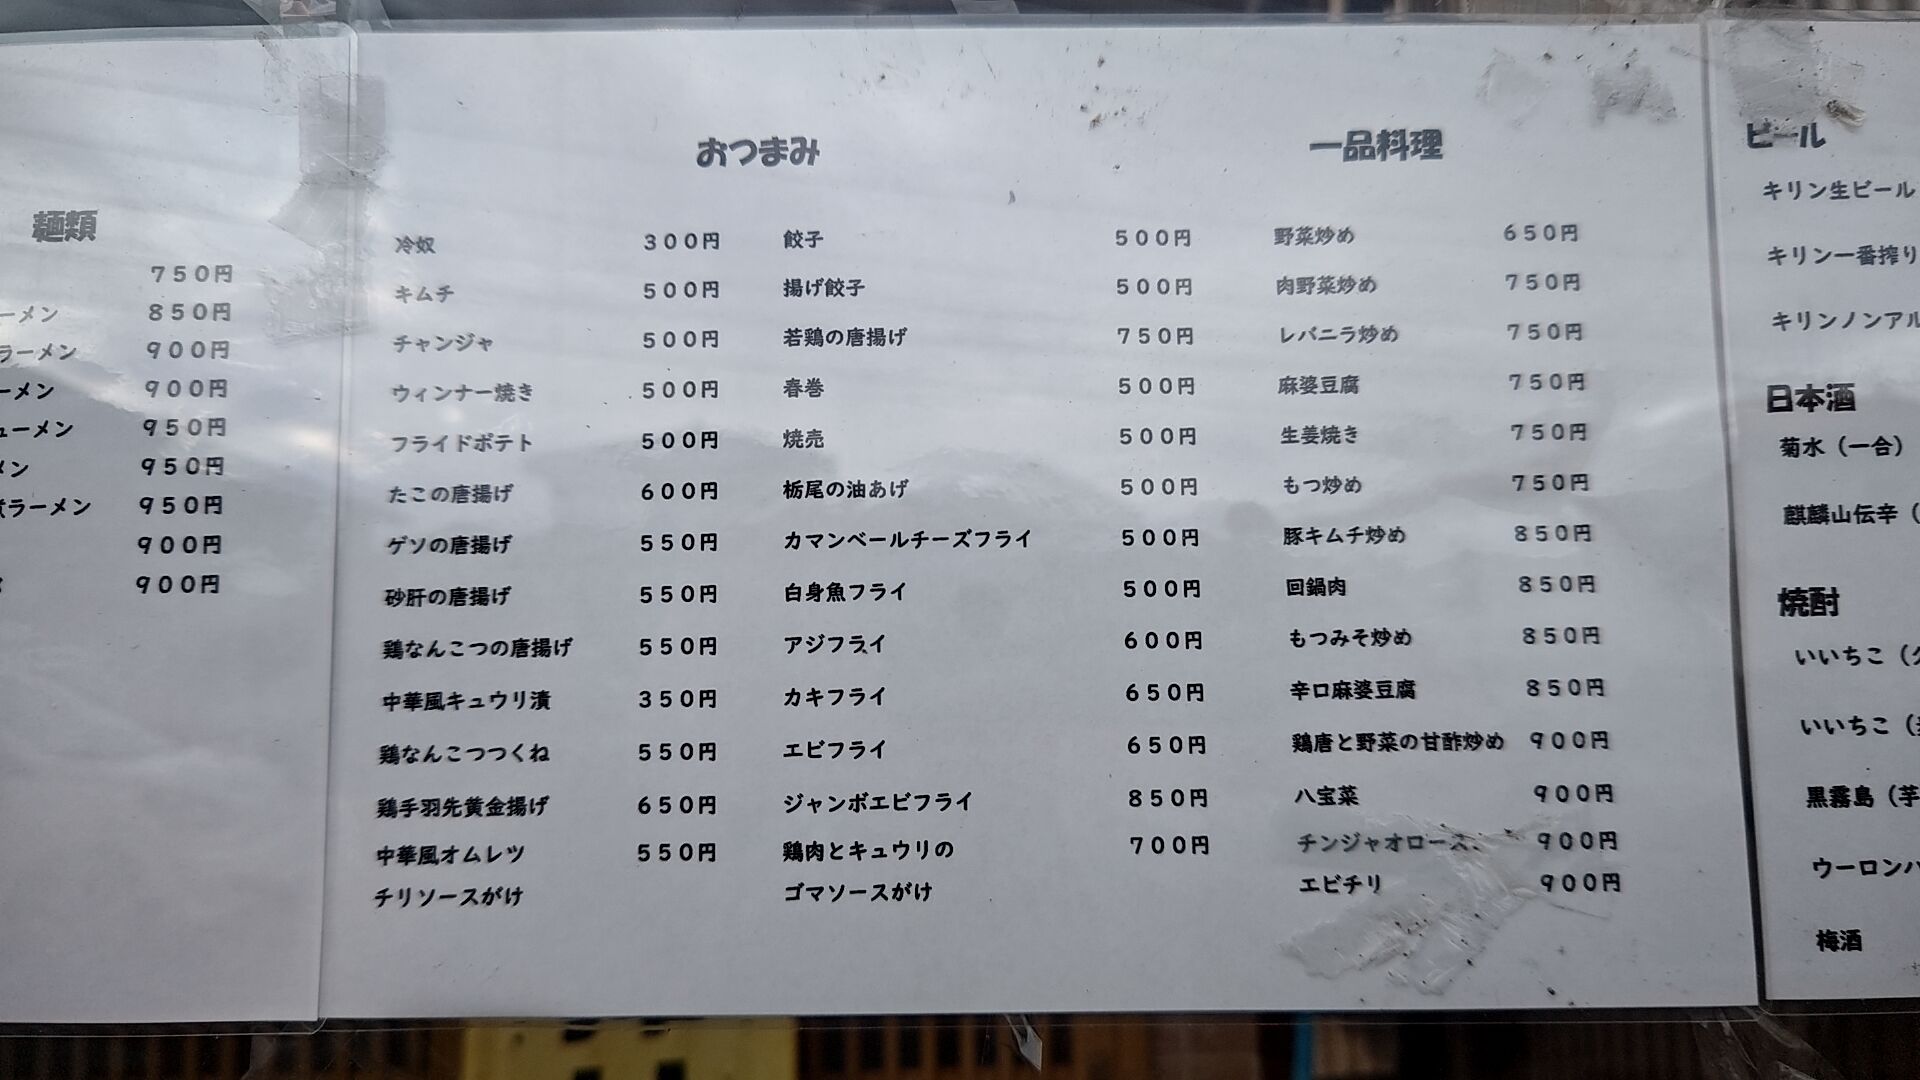 麺類
750円
ーメン 850円
ラーメン 900円
ーメン 900円
ューメン 950円
メン 950円
ラーメン 950円
900円
900円
おつまみ
冷奴 300円
キムチ 500円
チャンジャ 500円
ウィンナー焼き 500円
フライドポテト 500円
たこの唐揚げ 600円
ゲソの唐揚げ 550円
砂肝の唐揚げ 550円
鶏なんこつの唐揚げ 550円
中華風キュウリ漬 350円
鶏なんこつつくね 550円
鶏手羽先黄金揚げ 650円
中華風オムレツ 550円
チリソースがけ
餃子 500円
揚げ餃子 500円
若鶏の唐揚げ 750円
春巻 500円
焼売 500円
栃尾の油あげ 500円
カマンベールチーズフライ 500円
白身魚フライ 500円
アジフライ 600円
カキフライ 650円
エビフライ 650円
ジャンボエビフライ 850円
鶏肉とキュウリの 700円
ゴマソースがけ
一品料理
野菜炒め 650円
肉野菜炒め 750円
レバニラ炒め 750円
麻婆豆腐 750円
生姜焼き 750円
もつ炒め 750円
豚キムチ炒め 850円
回鍋肉 850円
もつみそ炒め 850円
辛口麻婆豆腐 850円
鶏唐と野菜の甘酢炒め 900円
八宝菜 900円
チンジャオロース 900円
エビチリ 900円
ビール
キリン生ビール
キリン一番搾り
キリンノンアル
日本酒
菊水（一合）
麒麟山伝辛（
焼酎
いいちこ（
いいちこ（
黒霧島（芋
ウーロンハ
梅酒